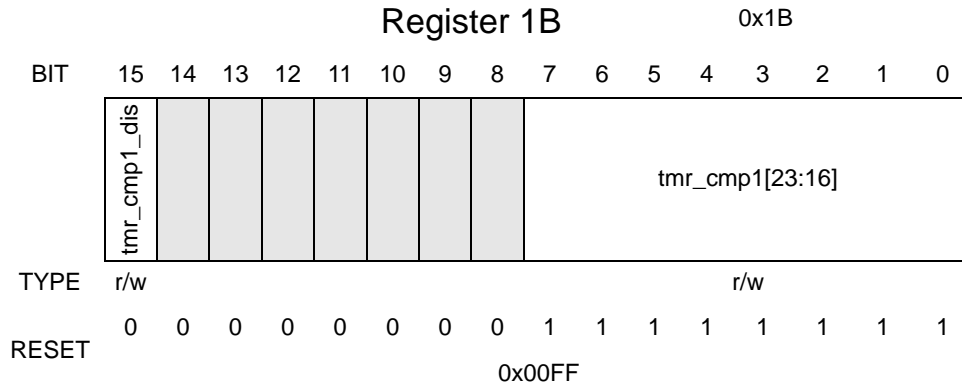 Register 1B 0x1B
BIT 15 14 13 12 11 10 9 8 7 6 5 4 3 2 1 0
tmr_cmp1_dis
tmr_cmp1[23:16]
TYPE r/w r/w
0 0 0 0 0 0 0 0 1 1 1 1 1 1 1 1
RESET
0x00FF